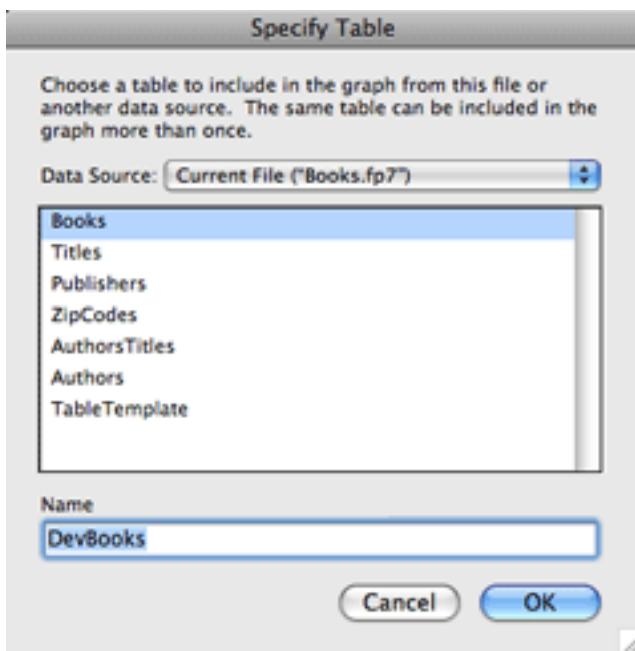 Specify Table
Choose a table to include in the graph from this file or
another data source. The same table can be included in the
graph more than once.
Data Source: Current File ("Books.fp7")
Books
Titles
Publishers
ZipCodes
AuthorsTitles
Authors
TableTemplate
Name
DevBooks
Cancel OK